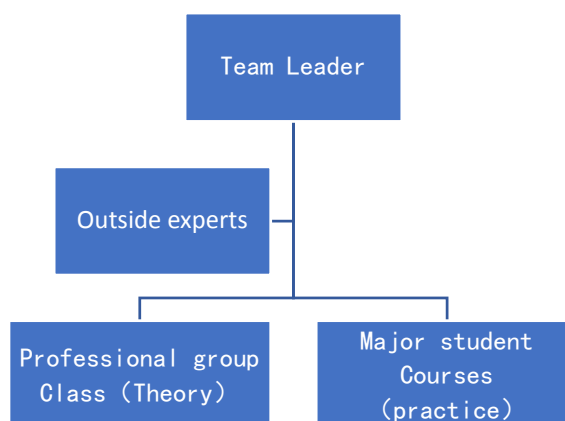 Team Leader
Outside experts
Professional group
Class（Theory）
Major student
Courses
（practice）